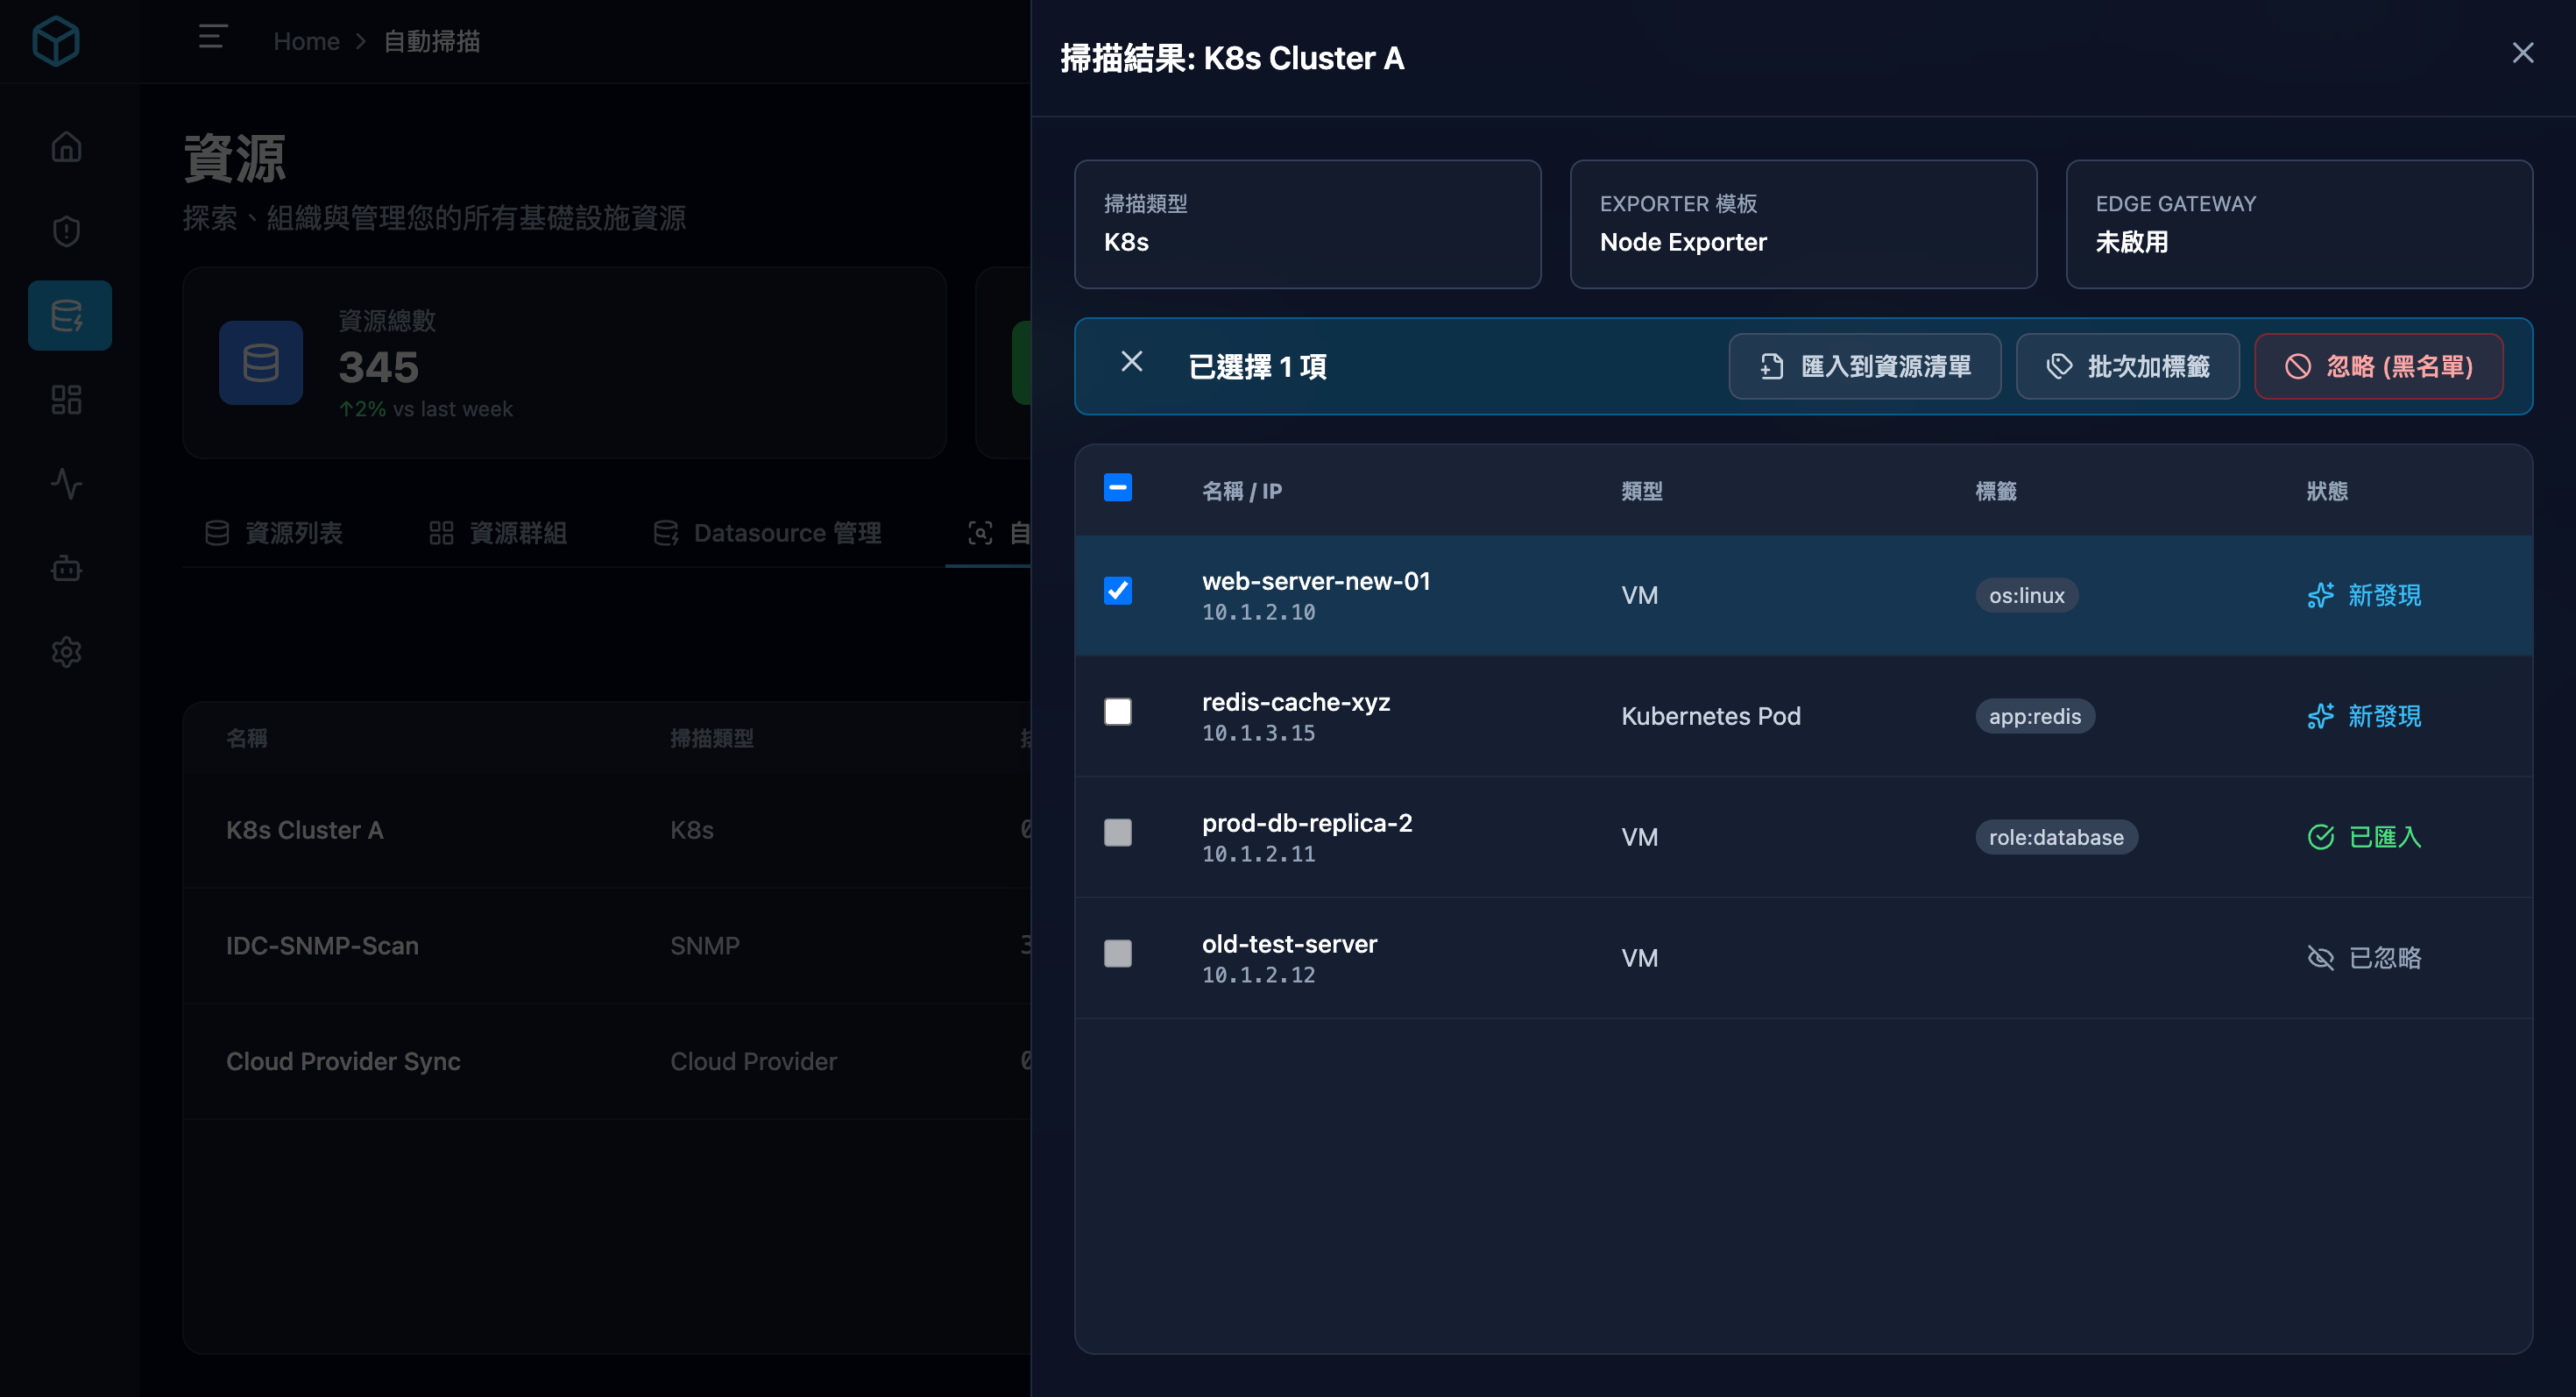 Home > 自動掃描
資源
探索、組織與管理您的所有基礎設施資源
資源總數
345
↑2% vs last week
資源列表
資源群組
Datasource 管理
自
名稱
掃描類型
K8s Cluster A
K8s
IDC-SNMP-Scan
SNMP
Cloud Provider Sync
Cloud Provider
掃描結果: K8s Cluster A
掃描類型
K8s
EXPORTER 模板
Node Exporter
EDGE GATEWAY
未啟用
已選擇 1 項
匯入到資源清單
批次加標籤
忽略 (黑名單)
名稱 / IP
類型
標籤
狀態
web-server-new-01
10.1.2.10
VM
os:linux
新發現
redis-cache-xyz
10.1.3.15
Kubernetes Pod
app:redis
新發現
prod-db-replica-2
10.1.2.11
VM
role:database
已匯入
old-test-server
10.1.2.12
VM
已忽略